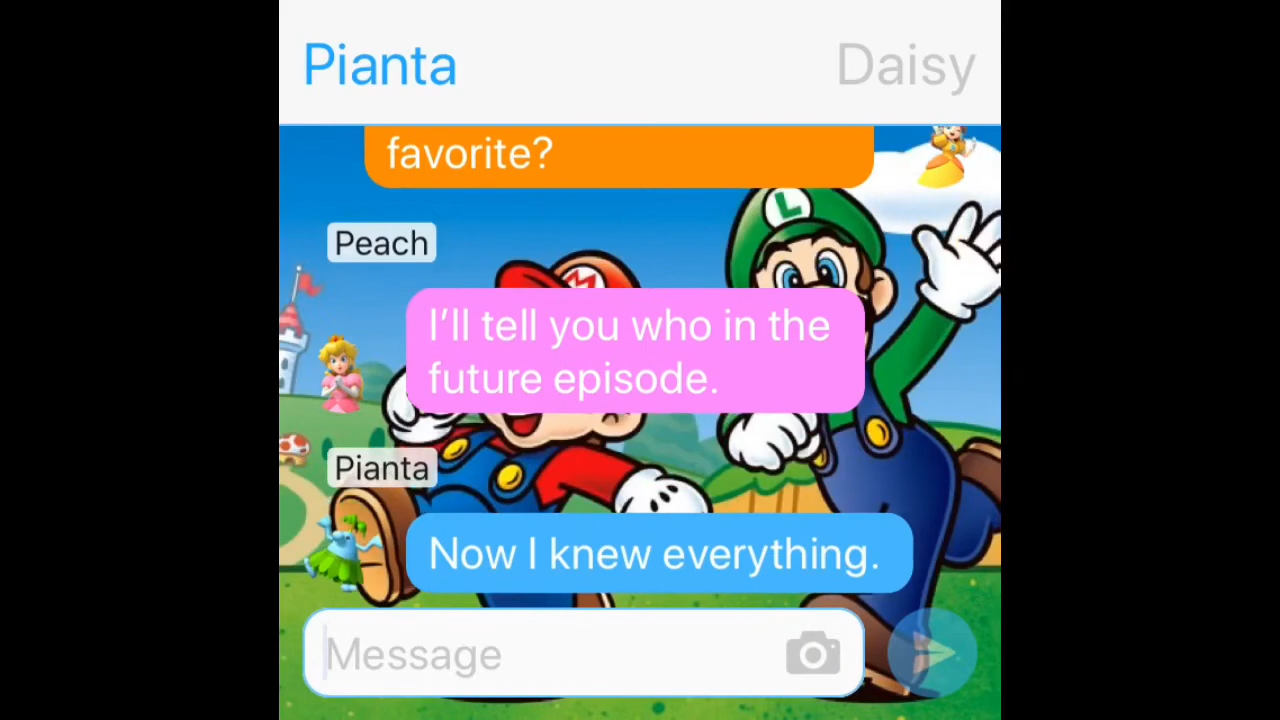 Pianta
Daisy
favorite?
L
Peach
M
I’ll tell you who in the
future episode.
Pianta
Now I knew everything.
Message